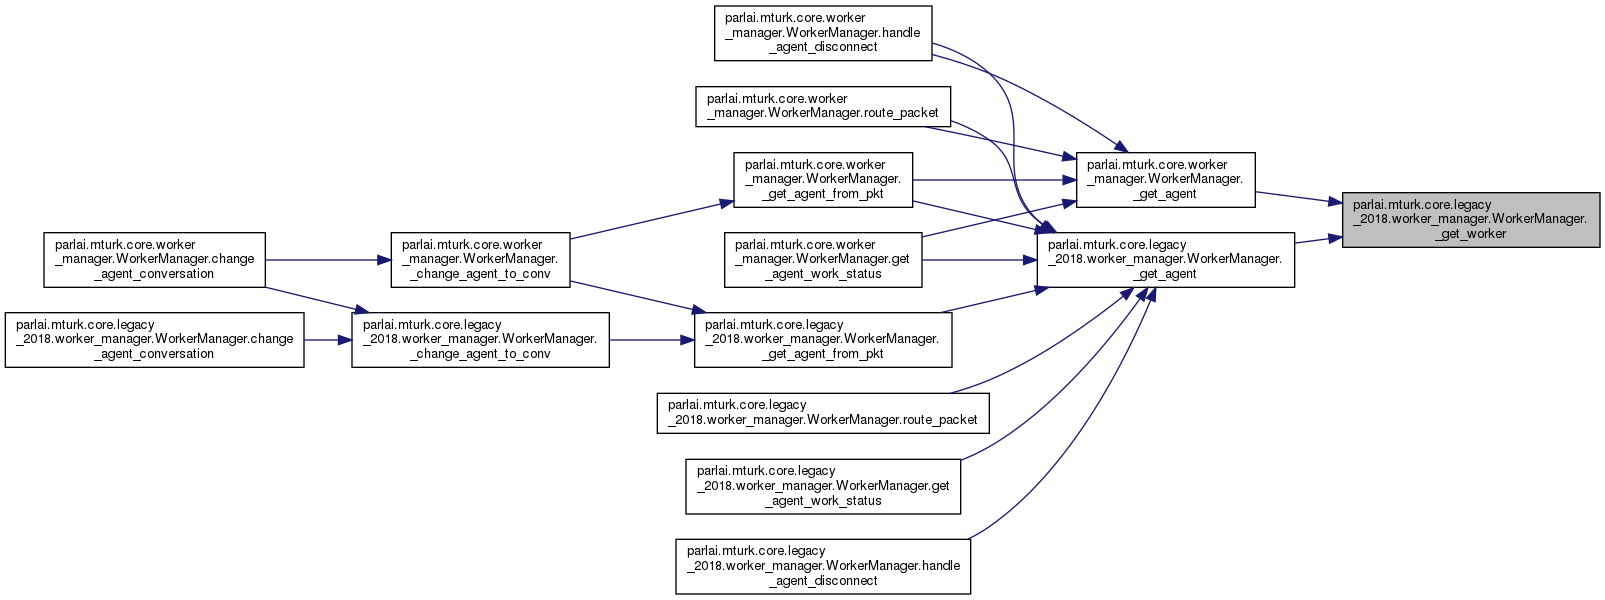 parlai.mturk.core.worker
_manager.WorkerManager.handle
_agent_disconnect
parlai.mturk.core.worker
_manager.WorkerManager.route_packet
parlai.mturk.core.worker
_manager.WorkerManager.
_get_agent_from_pkt
parlai.mturk.core.worker
_manager.WorkerManager.
_get_agent
parlai.mturk.core.legacy
_2018.worker_manager.WorkerManager.
_get_worker
parlai.mturk.core.worker
_manager.WorkerManager.change
_agent_conversation
parlai.mturk.core.worker
_manager.WorkerManager.
_change_agent_to_conv
parlai.mturk.core.worker
_manager.WorkerManager.get
_agent_work_status
parlai.mturk.core.legacy
_2018.worker_manager.WorkerManager.
_get_agent
parlai.mturk.core.legacy
_2018.worker_manager.WorkerManager.change
_agent_conversation
parlai.mturk.core.legacy
_2018.worker_manager.WorkerManager.
_change_agent_to_conv
parlai.mturk.core.legacy
_2018.worker_manager.WorkerManager.
_get_agent_from_pkt
parlai.mturk.core.legacy
_2018.worker_manager.WorkerManager.route_packet
parlai.mturk.core.legacy
_2018.worker_manager.WorkerManager.get
_agent_work_status
parlai.mturk.core.legacy
_2018.worker_manager.WorkerManager.handle
_agent_disconnect